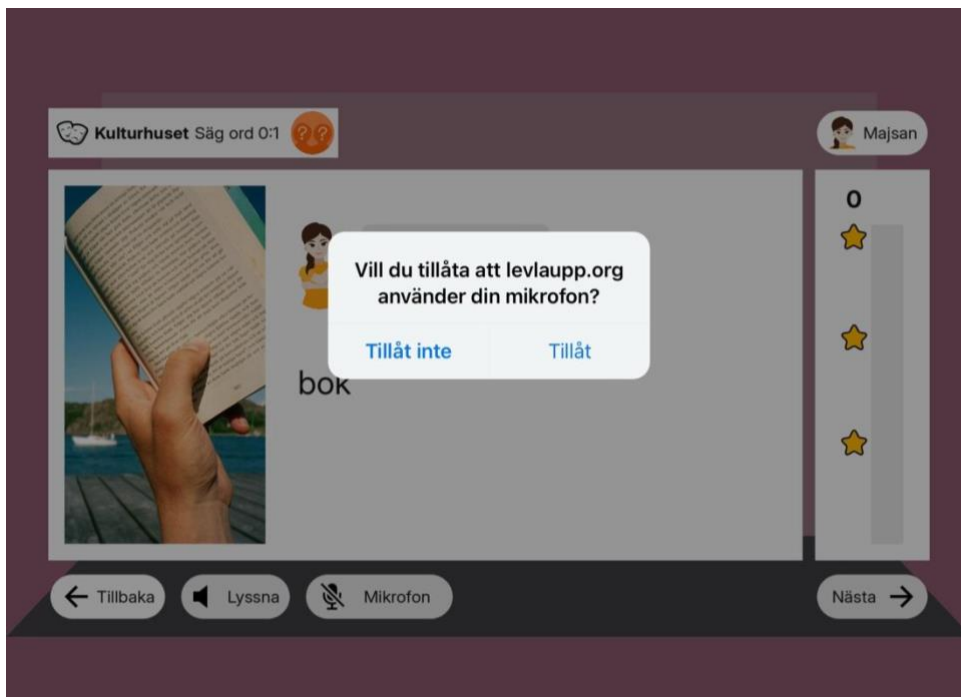 Kulturhuset Säg ord 0:1
??
Majsan
0
Vill du tillåta att levlaupp.org
använder din mikrofon?
Tillåt inte
Tillåt
bok
Tillbaka
Lyssna
Mikrofon
Nästa